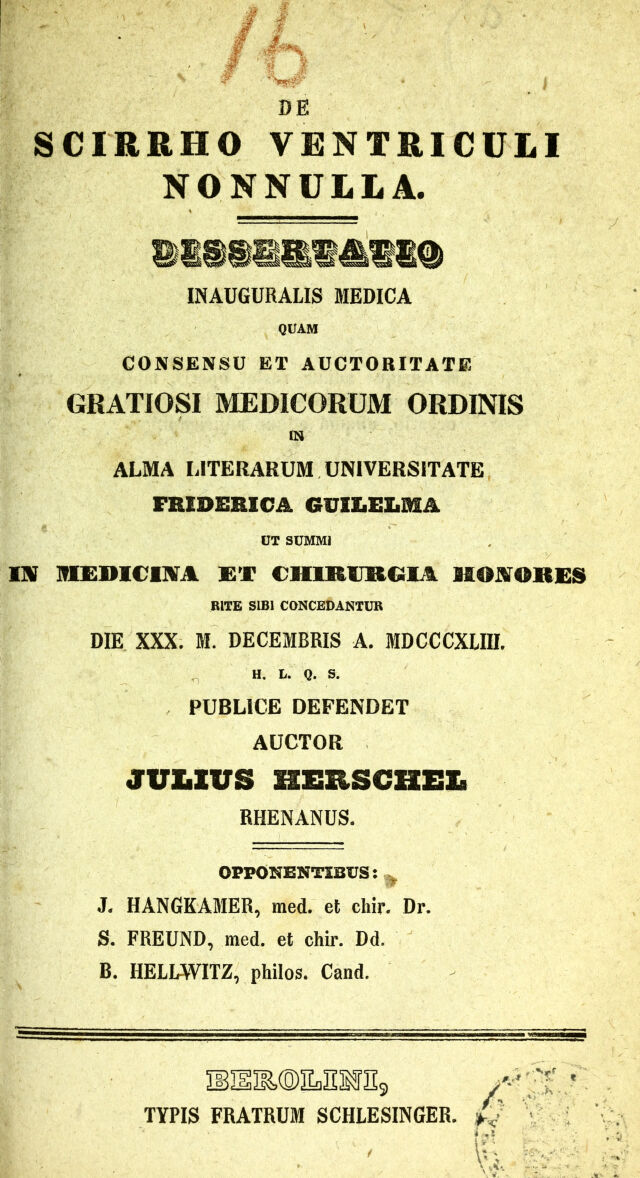 16
DE
SCIRRHO VENTRICULI
NONNULLA.
DISSERTATIO
INAUGURALIS MEDICA
QUAM
CONSENSU ET AUCTORITATE
GRATIOSI MEDICORUM ORDINIS
IN
ALMA LITERARUM UNIVERSITATE
FRIDERICA GUILELMA
UT SUMMI
IN MEDICINA ET CHIRURGIA HONORES
RITE SIBI CONCEDANTUR
DIE XXX. M. DECEMBRIS A. MDCCCXLIII.
H. L. Q. S.
PUBLICE DEFENDET
AUCTOR
JULIUS HERSCHEL
RHENANUS.
OPPONENTIBUS:
J. HANGKAMER, med. et chir. Dr.
S. FREUND, med. et chir. Dd.
B. HELLWITZ, philos. Cand.
BEROLINI,
TYPIS FRATRUM SCHLESINGER.